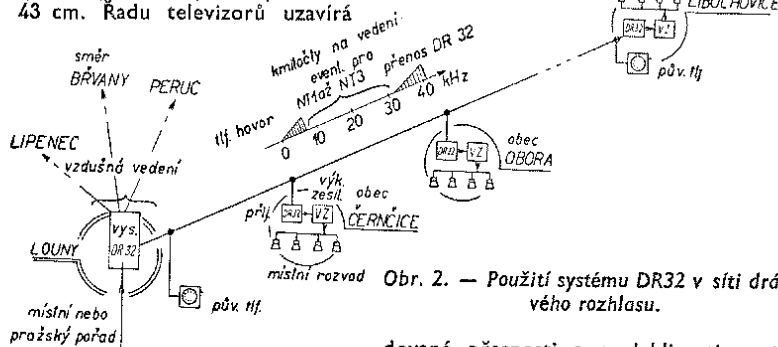 43 cm. Řadu televizorů uzavírá
směr
BŘVANY
PERUC
LIPENEC
vzdušná vedení
LOUNY
vys.
DR 32
místní nebo
pražský pořad
pův. tlf.
tlf. hovor
kmitočty na vedení
event. pro
NT1 až NT3
přenos DR 32
0 10 20 30 40 kHz
přij.
výk.
zesil.
obec
ČERNČICE
DR32
VZ
místní rozvod
obec
OBORA
DR32
VZ
LIBOCHOVICE
DR32
VZ
pův. tlf
Obr. 2. — Použití systému DR32 v síti drá-
vého rozhlasu.